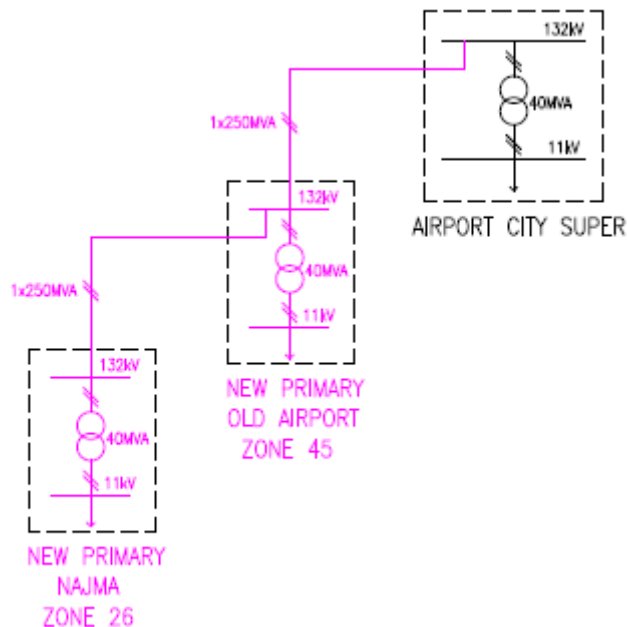 132kV
40MVA
11kV
AIRPORT CITY SUPER
1x250MVA
132kV
40MVA
11kV
NEW PRIMARY
OLD AIRPORT
ZONE 45
1x250MVA
132kV
40MVA
11kV
NEW PRIMARY
NAJMA
ZONE 26